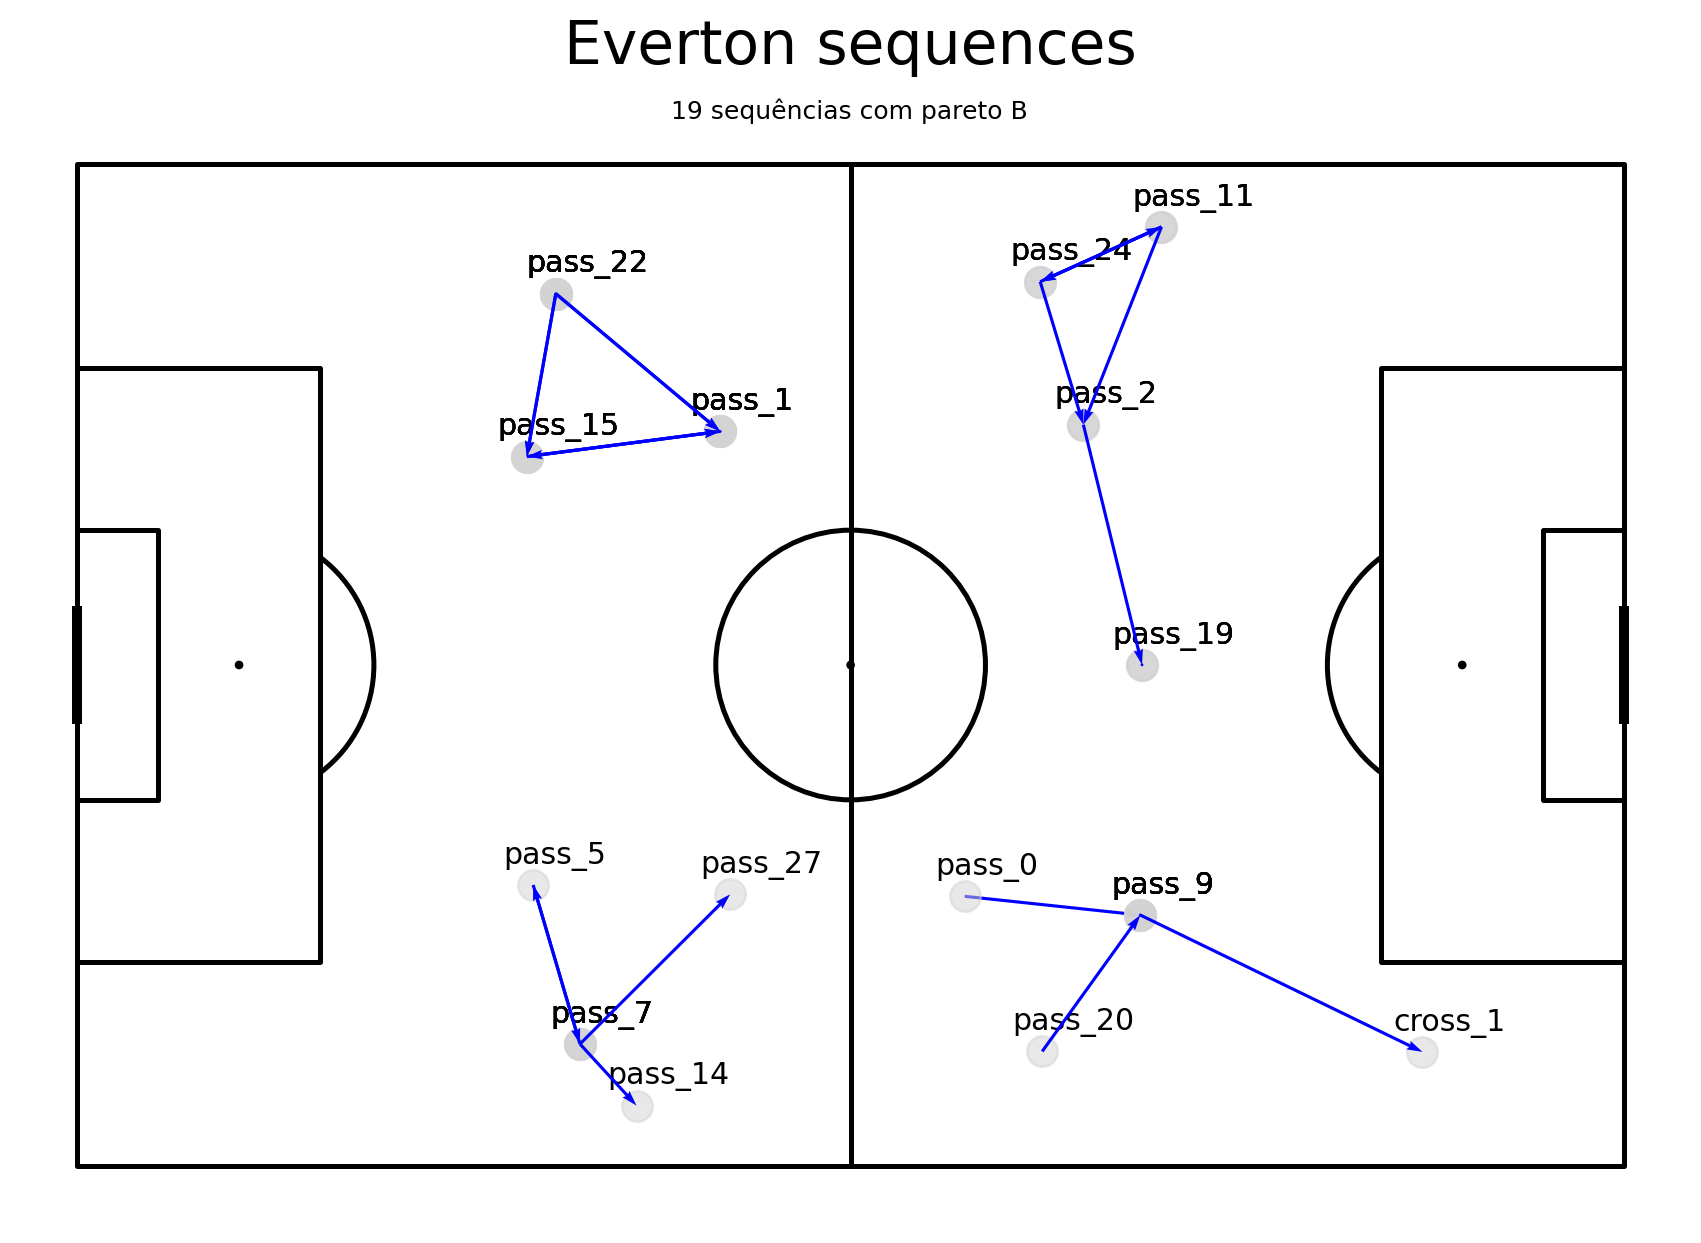 Everton sequences
19 sequências com pareto B
pass_11
pass_24
pass_22
pass_2
pass_1
pass_15
pass_19
pass_5
pass_27
pass_0
pass_9
pass_7
pass_20
cross_1
pass_14